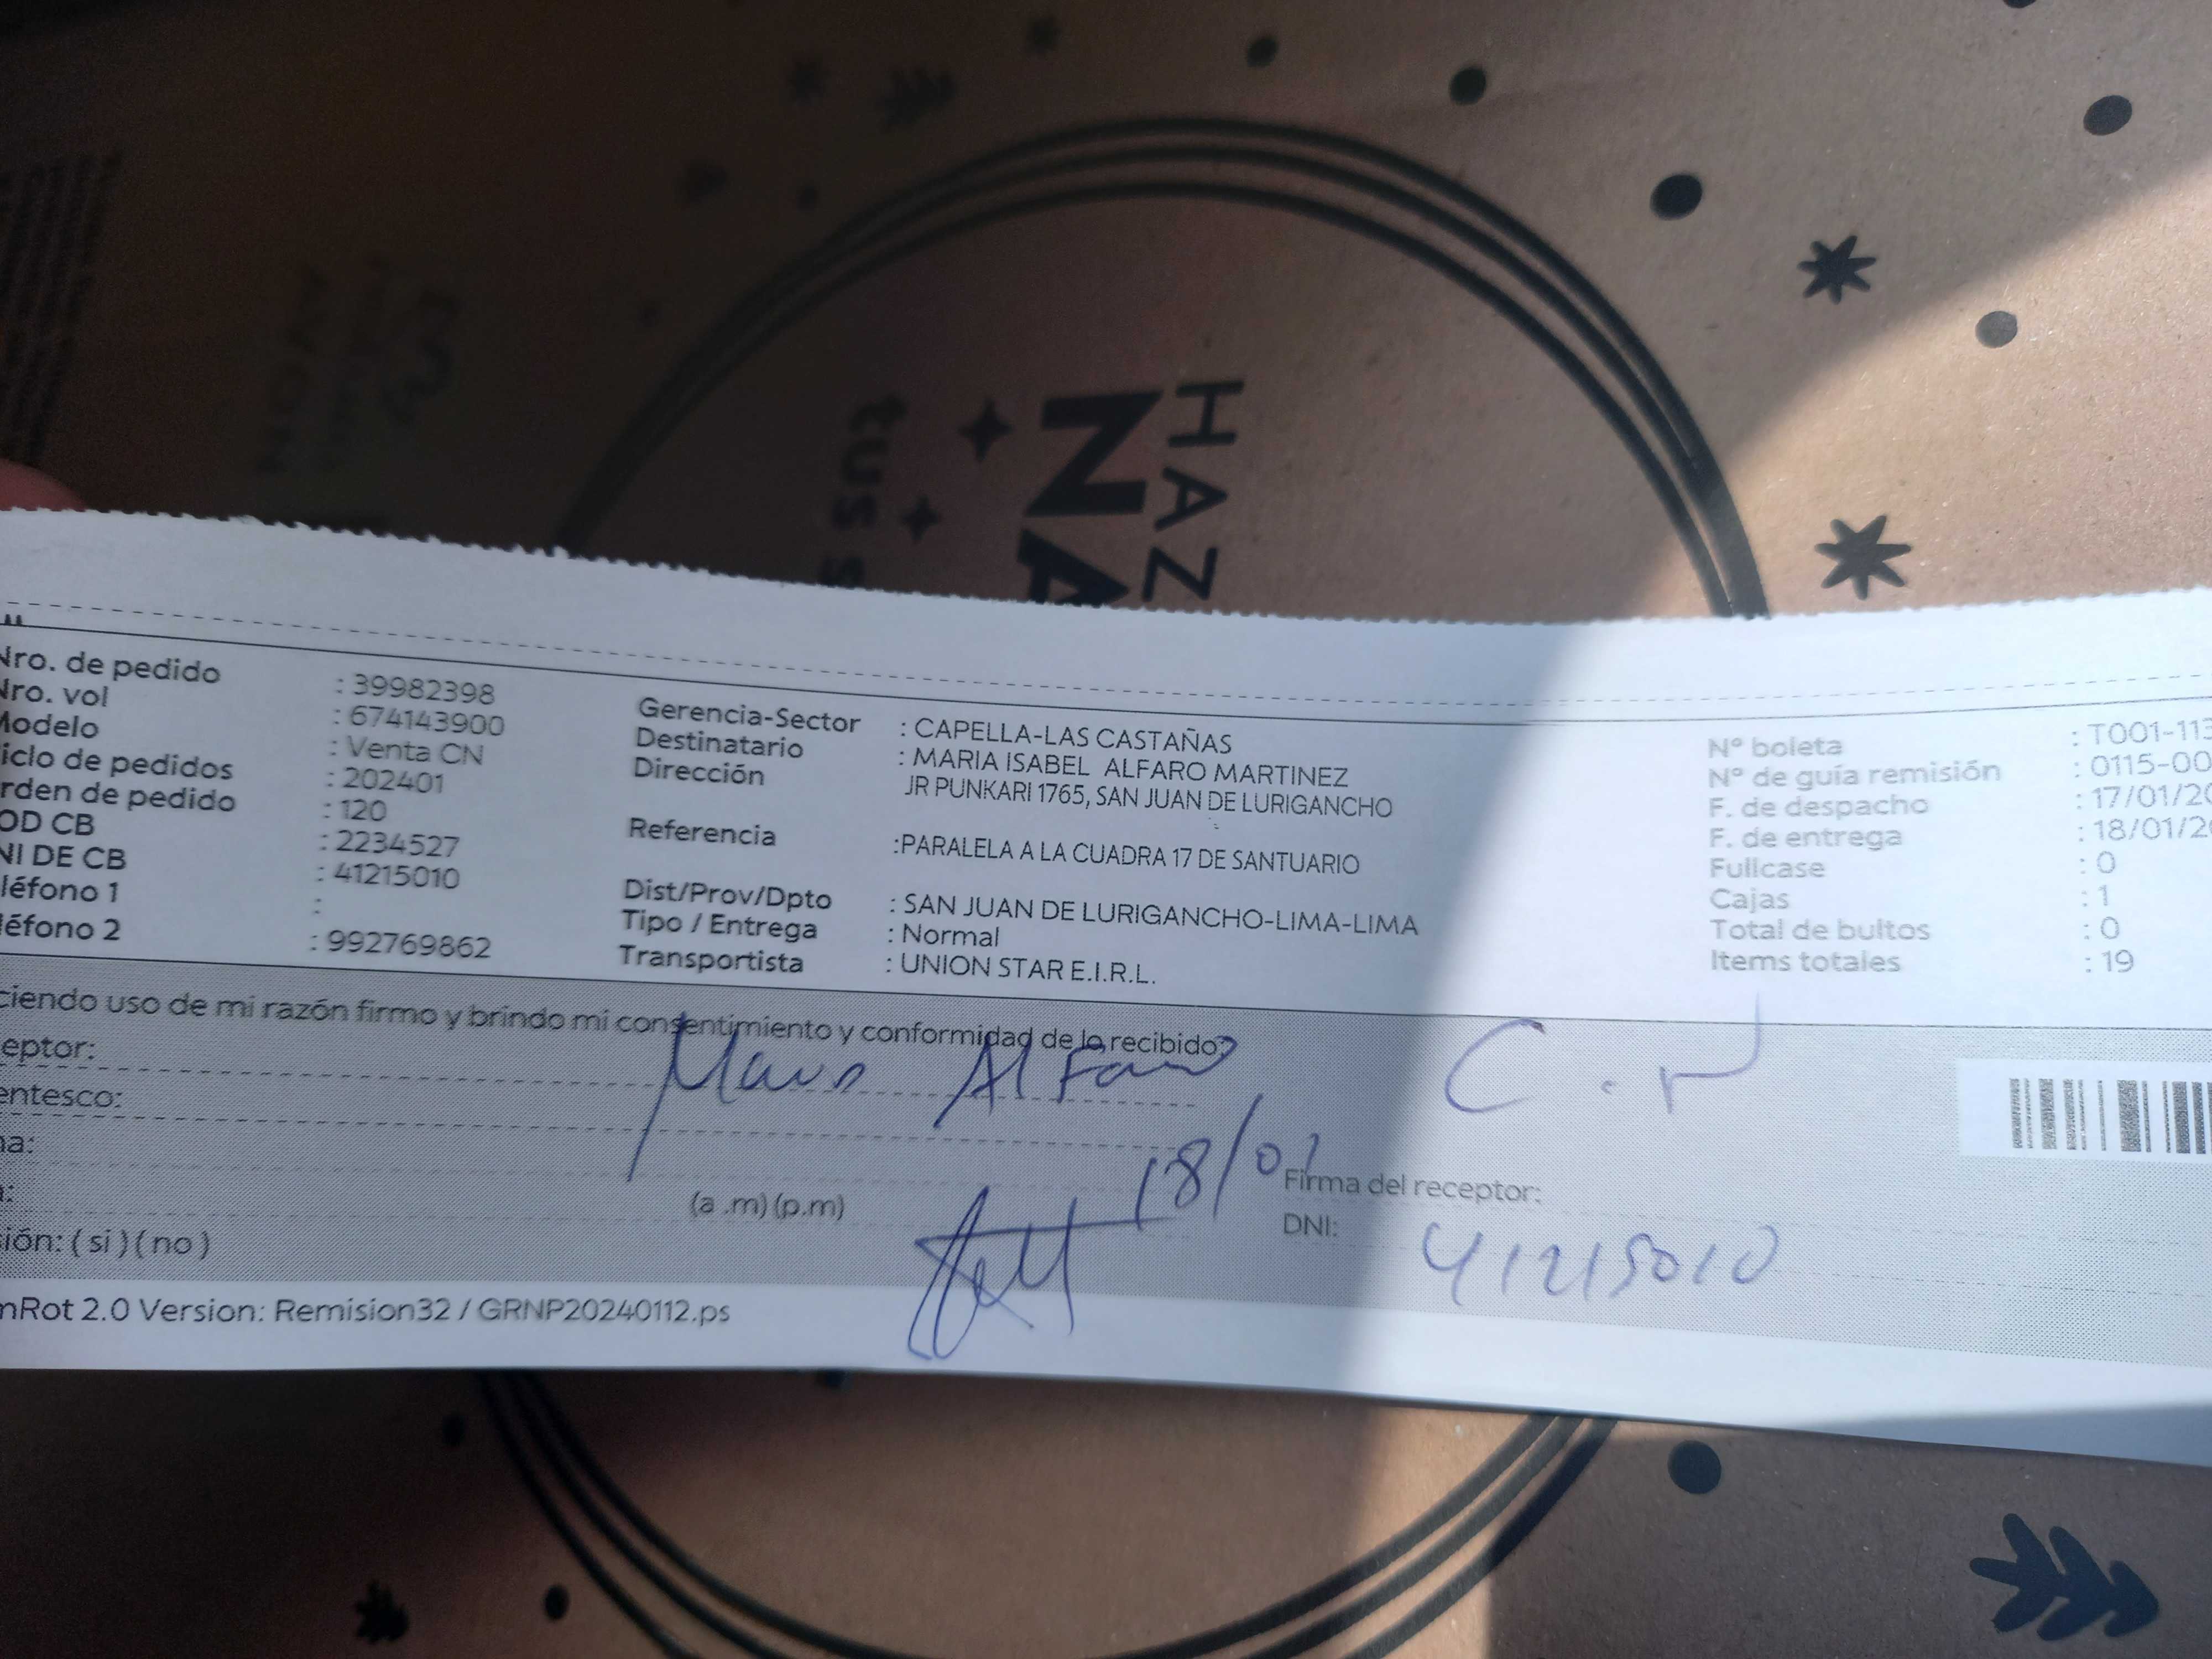 HAZ
NA
tus s
Nro. de pedido : 39982398
Nro. vol : 674143900
Modelo : Venta CN
iclo de pedidos : 202401
rden de pedido : 120
OD CB : 2234527
NI DE CB : 41215010
léfono 1 :
léfono 2 : 992769862
Gerencia-Sector : CAPELLA-LAS CASTAÑAS
Destinatario : MARIA ISABEL ALFARO MARTINEZ
Dirección JR PUNKARI 1765, SAN JUAN DE LURIGANCHO
Referencia :PARALELA A LA CUADRA 17 DE SANTUARIO
Dist/Prov/Dpto : SAN JUAN DE LURIGANCHO-LIMA-LIMA
Tipo / Entrega : Normal
Transportista : UNION STAR E.I.R.L.
N° boleta : T001-113
N° de guía remisión : 0115-00
F. de despacho : 17/01/20
F. de entrega : 18/01/2
Fullcase : 0
Cajas : 1
Total de bultos : 0
Items totales : 19
ciendo uso de mi razón firmo y brindo mi consentimiento y conformidad de lo recibido:
eptor: Alfaro
entesco:
ha: 18/01
a: (a .m) (p.m)
Firma del receptor:
DNI: 41215010
sión: ( si ) ( no )
mRot 2.0 Version: Remision32 / GRNP20240112.ps